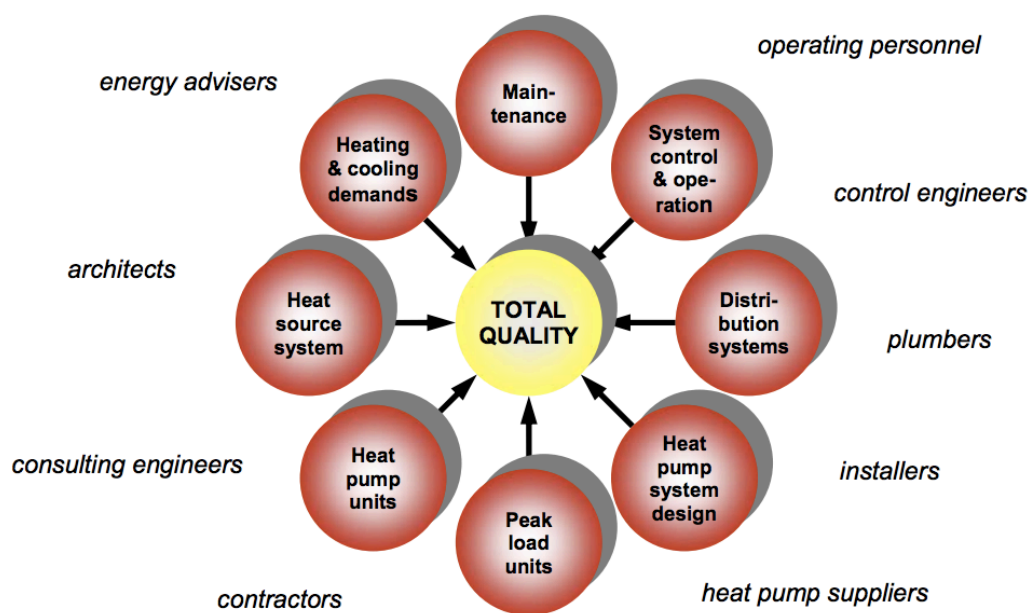 operating personnel
energy advisers
Main-
tenance
Heating
& cooling
demands
System
control
& ope-
ration
control engineers
architects
Heat
source
system
TOTAL
QUALITY
Distri-
bution
systems
plumbers
consulting engineers
Heat
pump
units
Peak
load
units
Heat
pump
system
design
installers
contractors
heat pump suppliers